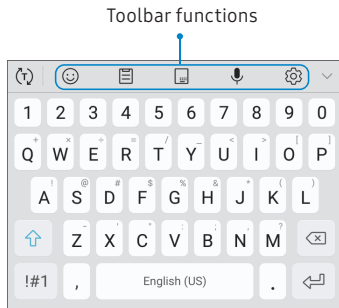 Toolbar functions
T
1 2 3 4 5 6 7 8 9 0
+ × ÷ = / _ < > [ ]
Q W E R T Y U I O P
! @ # $ % & * ( )
A S D F G H J K L
- ' " : ; , ?
Z X C V B N M
!#1 , English (US) .